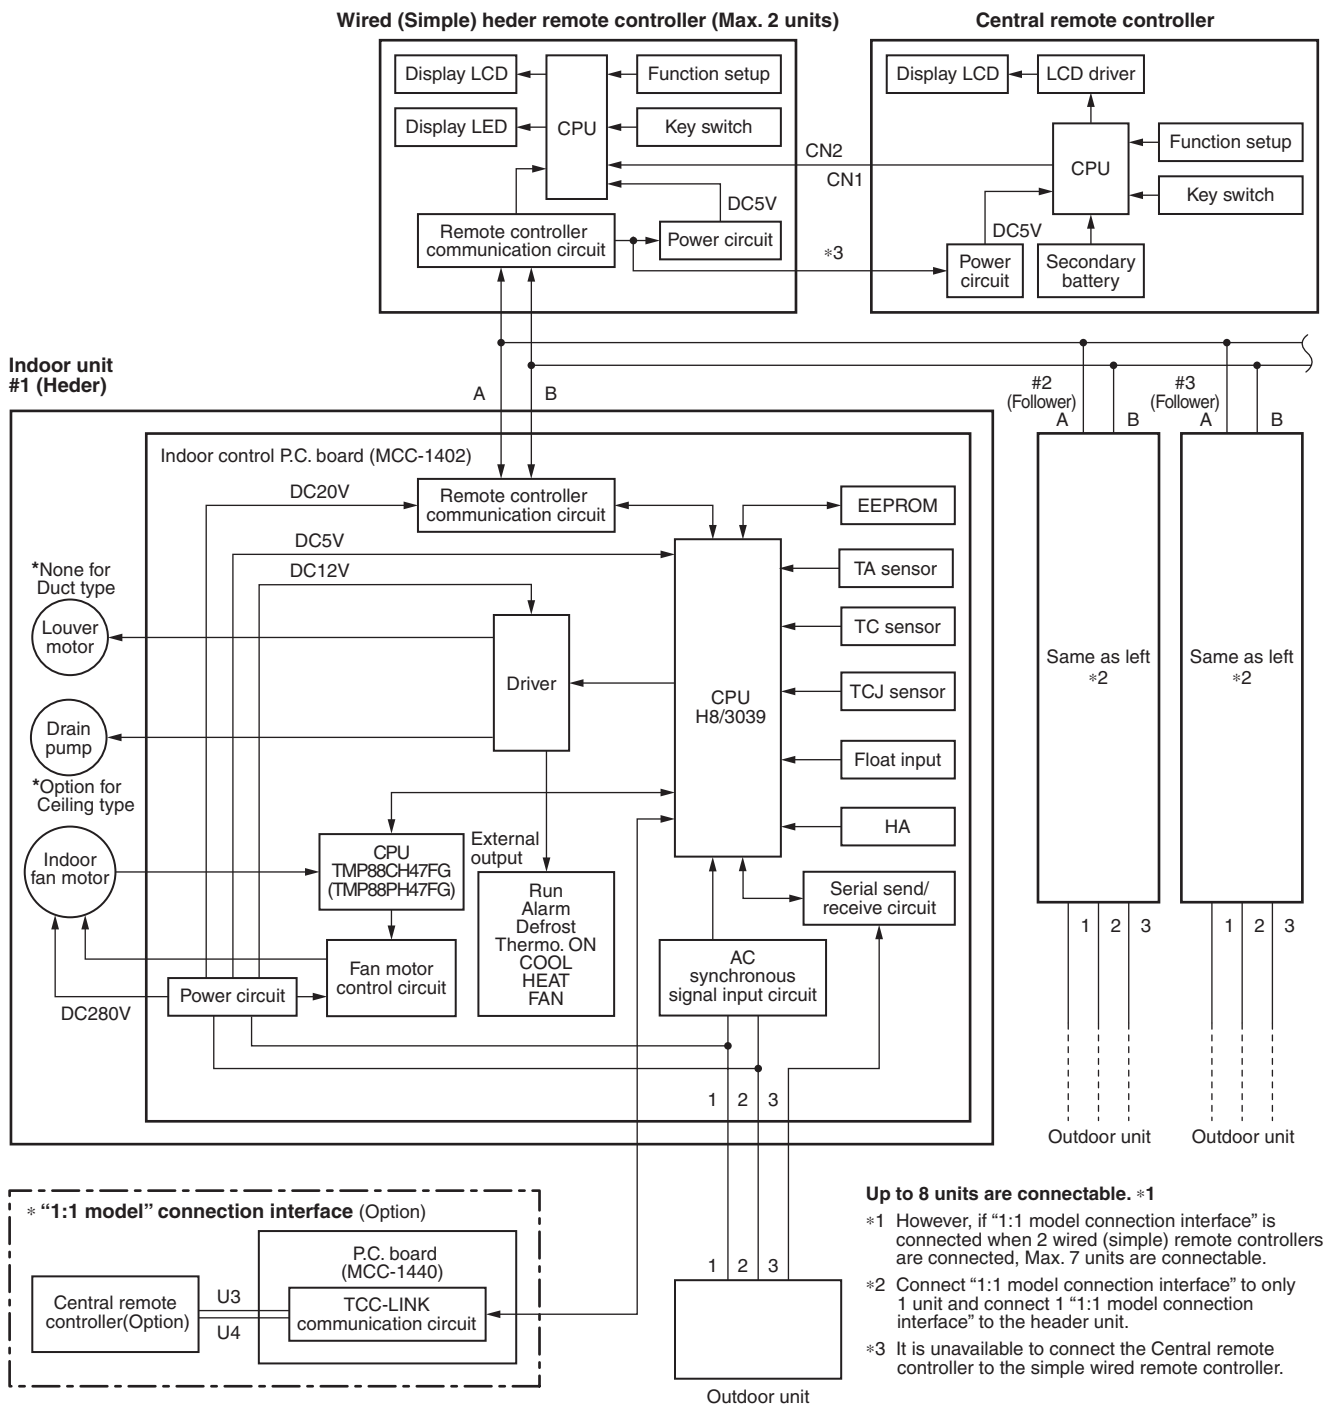 Wired (Simple) heder remote controller (Max. 2 units)
Central remote controller
Display LCD
CPU
Function setup
Display LED
Key switch
DC5V
Remote controller
communication circuit
Power circuit
CN2
CN1
∗3
Display LCD
LCD driver
CPU
Function setup
Key switch
DC5V
Power
circuit
Secondary
battery
Indoor unit
#1 (Heder)
A
B
#2
(Follower)
A
B
#3
(Follower)
A
B
Indoor control P.C. board (MCC-1402)
DC20V
Remote controller
communication circuit
DC5V
DC12V
EEPROM
TA sensor
TC sensor
TCJ sensor
Float input
HA
*None for
Duct type
Louver
motor
Driver
CPU
H8/3039
Drain
pump
*Option for
Ceiling type
Indoor
fan motor
CPU
TMP88CH47FG
(TMP88PH47FG)
External
output
Run
Alarm
Defrost
Thermo. ON
COOL
HEAT
FAN
Serial send/
receive circuit
Fan motor
control circuit
AC
synchronous
signal input circuit
Power circuit
DC280V
1 2 3
Same as left
∗2
Same as left
∗2
1 2 3
1 2 3
Outdoor unit
Outdoor unit
∗ “1:1 model” connection interface (Option)
P.C. board
(MCC-1440)
Central remote
controller(Option)
U3
U4
TCC-LINK
communication circuit
1 2 3
Outdoor unit
Up to 8 units are connectable. ∗1
∗1 However, if “1:1 model connection interface” is
connected when 2 wired (simple) remote controllers
are connected, Max. 7 units are connectable.
∗2 Connect “1:1 model connection interface” to only
1 unit and connect 1 “1:1 model connection
interface” to the header unit.
∗3 It is unavailable to connect the Central remote
controller to the simple wired remote controller.